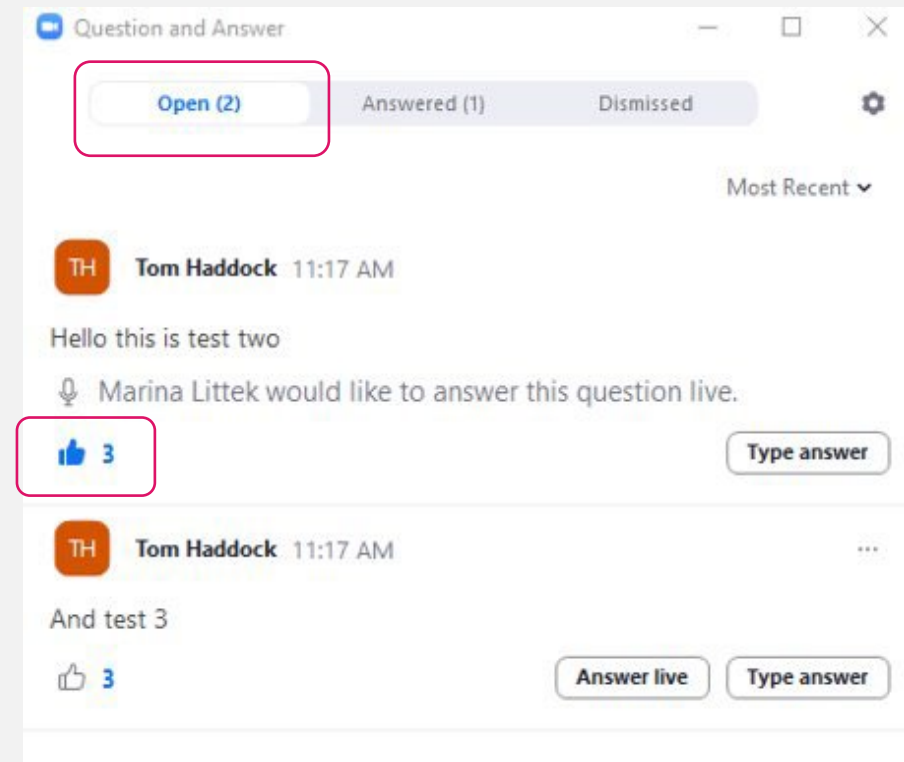 Question and Answer
Open (2) Answered (1) Dismissed
Most Recent
TH Tom Haddock 11:17 AM
Hello this is test two
Marina Littek would like to answer this question live.
3 Type answer
TH Tom Haddock 11:17 AM ...
And test 3
3 Answer live Type answer